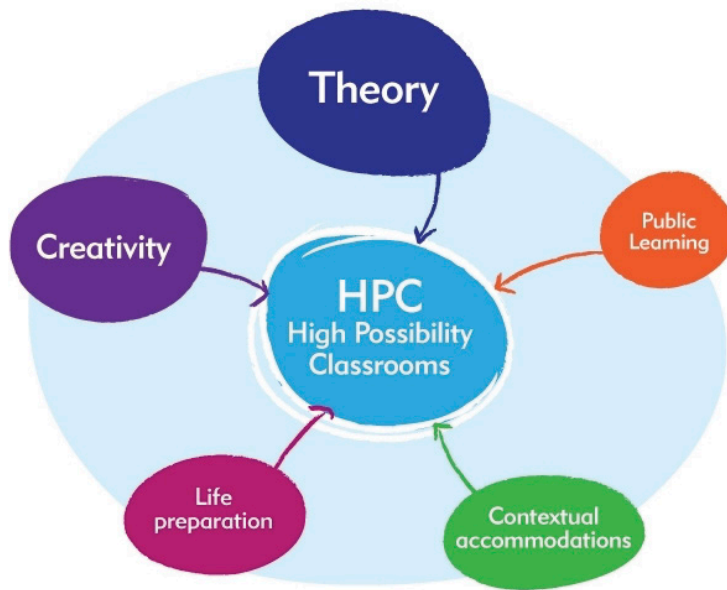 Theory
Creativity
Public
Learning
HPC
High Possibility
Classrooms
Life
preparation
Contextual
accommodations